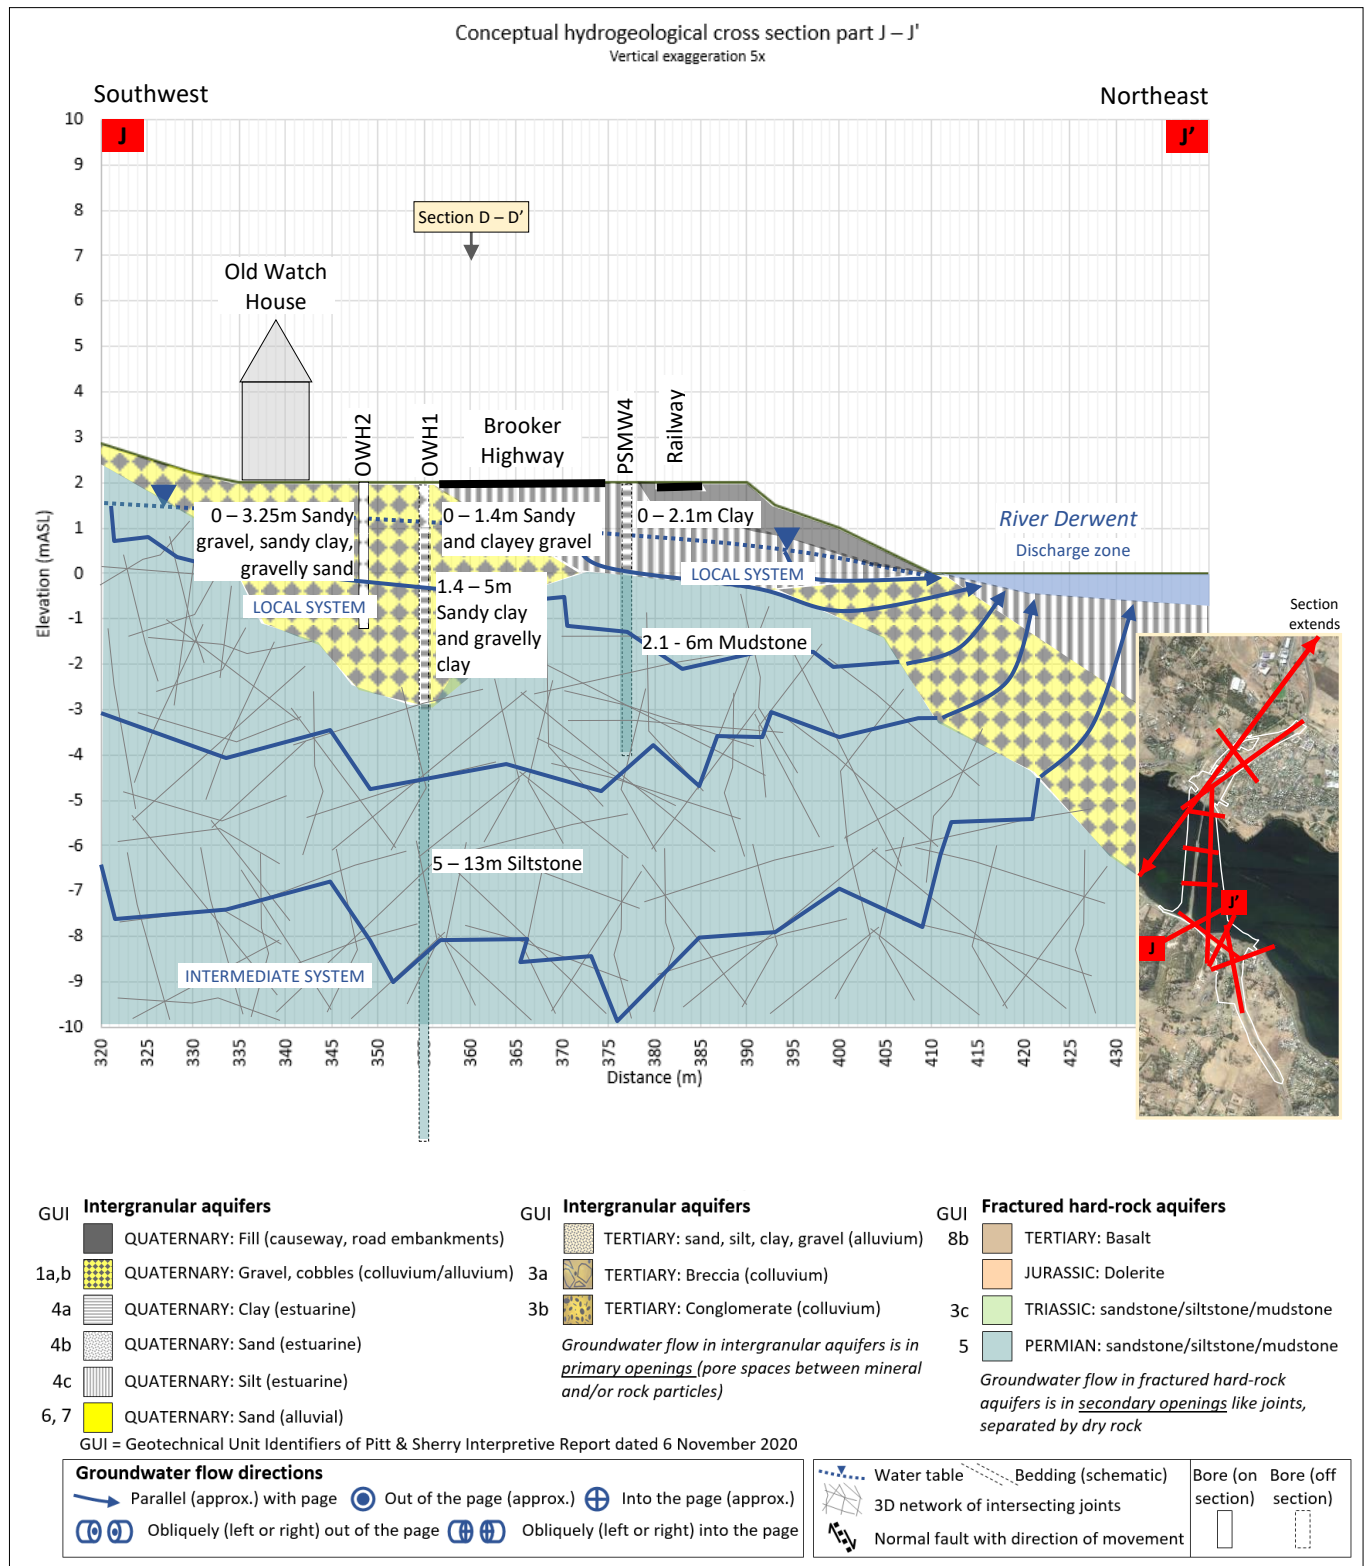 Conceptual hydrogeological cross section part J – J'
Vertical exaggeration 5x
Southwest
Northeast
J
J'
Section D – D'
Old Watch
House
OWH2
OWH1
Brooker
Highway
PSMW4
Railway
0 – 3.25m Sandy
gravel, sandy clay,
gravelly sand
0 – 1.4m Sandy
and clayey gravel
0 – 2.1m Clay
River Derwent
Discharge zone
LOCAL SYSTEM
LOCAL SYSTEM
1.4 – 5m
Sandy clay
and gravelly
clay
2.1 - 6m Mudstone
5 – 13m Siltstone
INTERMEDIATE SYSTEM
Section
extends
J'
J
Elevation (mASL)
10
9
8
7
6
5
4
3
2
1
0
-1
-2
-3
-4
-5
-6
-7
-8
-9
-10
320 325 330 335 340 345 350 355 360 365 370 375 380 385 390 395 400 405 410 415 420 425 430
Distance (m)
GUI Intergranular aquifers
QUATERNARY: Fill (causeway, road embankments)
1a,b QUATERNARY: Gravel, cobbles (colluvium/alluvium)
4a QUATERNARY: Clay (estuarine)
4b QUATERNARY: Sand (estuarine)
4c QUATERNARY: Silt (estuarine)
6, 7 QUATERNARY: Sand (alluvial)
GUI Intergranular aquifers
TERTIARY: sand, silt, clay, gravel (alluvium)
3a TERTIARY: Breccia (colluvium)
3b TERTIARY: Conglomerate (colluvium)
Groundwater flow in intergranular aquifers is in
primary openings (pore spaces between mineral
and/or rock particles)
GUI Fractured hard-rock aquifers
8b TERTIARY: Basalt
JURASSIC: Dolerite
3c TRIASSIC: sandstone/siltstone/mudstone
5 PERMIAN: sandstone/siltstone/mudstone
Groundwater flow in fractured hard-rock
aquifers is in secondary openings like joints,
separated by dry rock
GUI = Geotechnical Unit Identifiers of Pitt & Sherry Interpretive Report dated 6 November 2020
Groundwater flow directions
Parallel (approx.) with page Out of the page (approx.) Into the page (approx.)
Obliquely (left or right) out of the page Obliquely (left or right) into the page
Water table Bedding (schematic)
3D network of intersecting joints
Normal fault with direction of movement
Bore (on
section)
Bore (off
section)